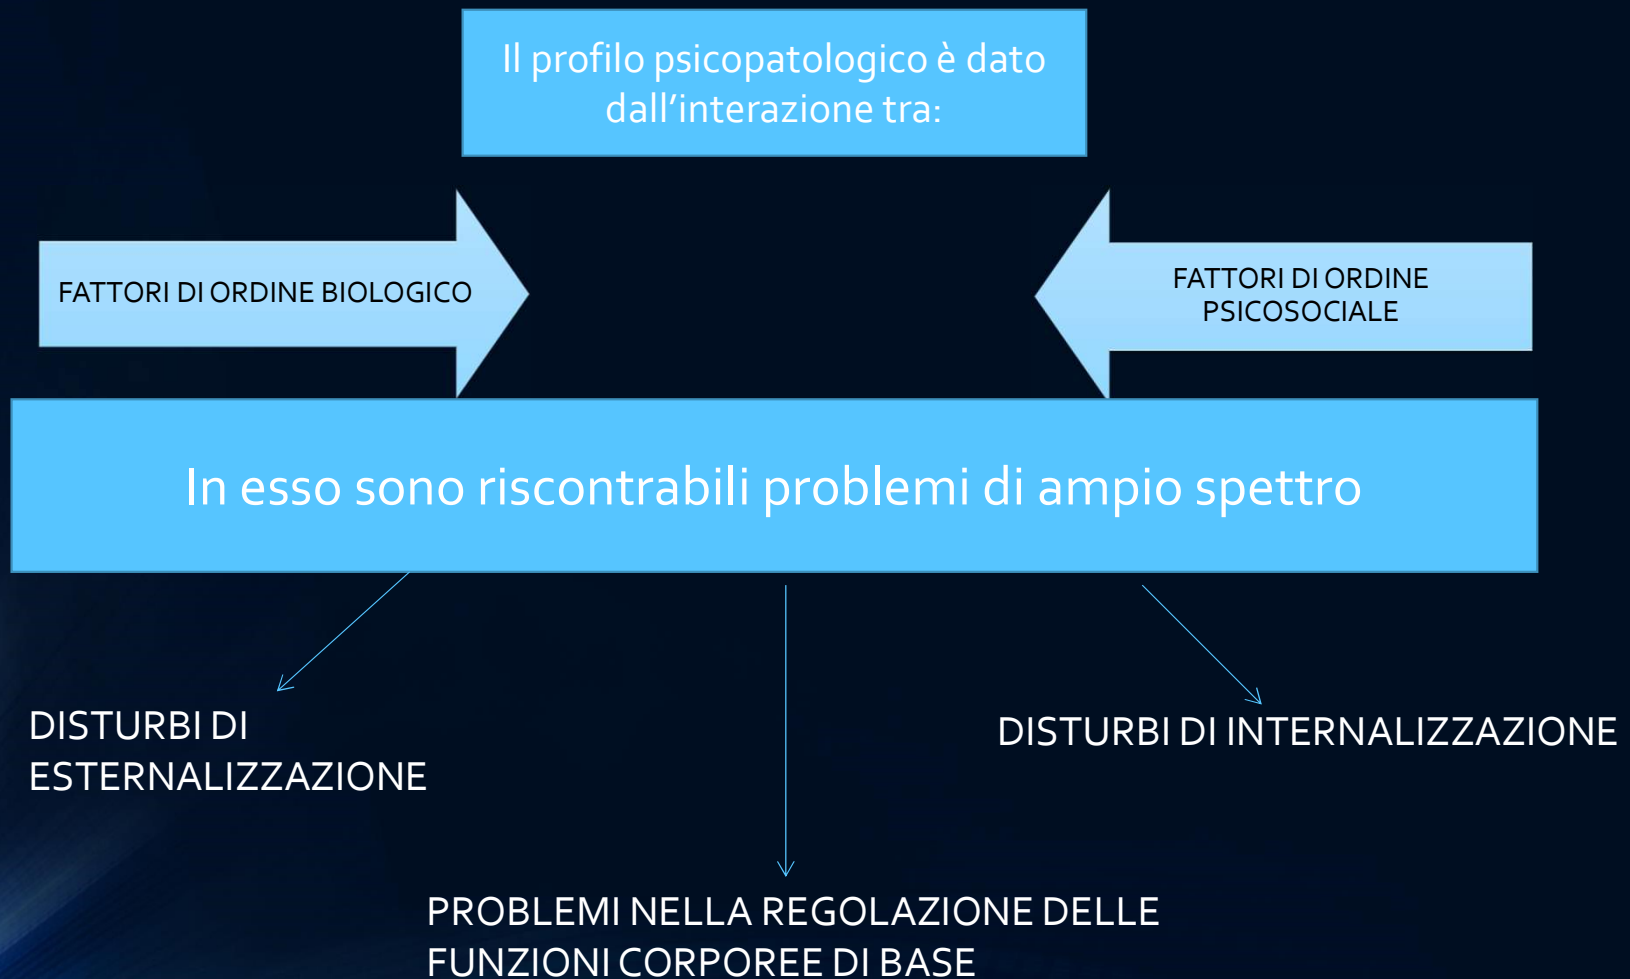 Il profilo psicopatologico è dato
dall’interazione tra:
FATTORI DI ORDINE BIOLOGICO
FATTORI DI ORDINE
PSICOSOCIALE
In esso sono riscontrabili problemi di ampio spettro
DISTURBI DI
ESTERNALIZZAZIONE
DISTURBI DI INTERNALIZZAZIONE
PROBLEMI NELLA REGOLAZIONE DELLE
FUNZIONI CORPOREE DI BASE